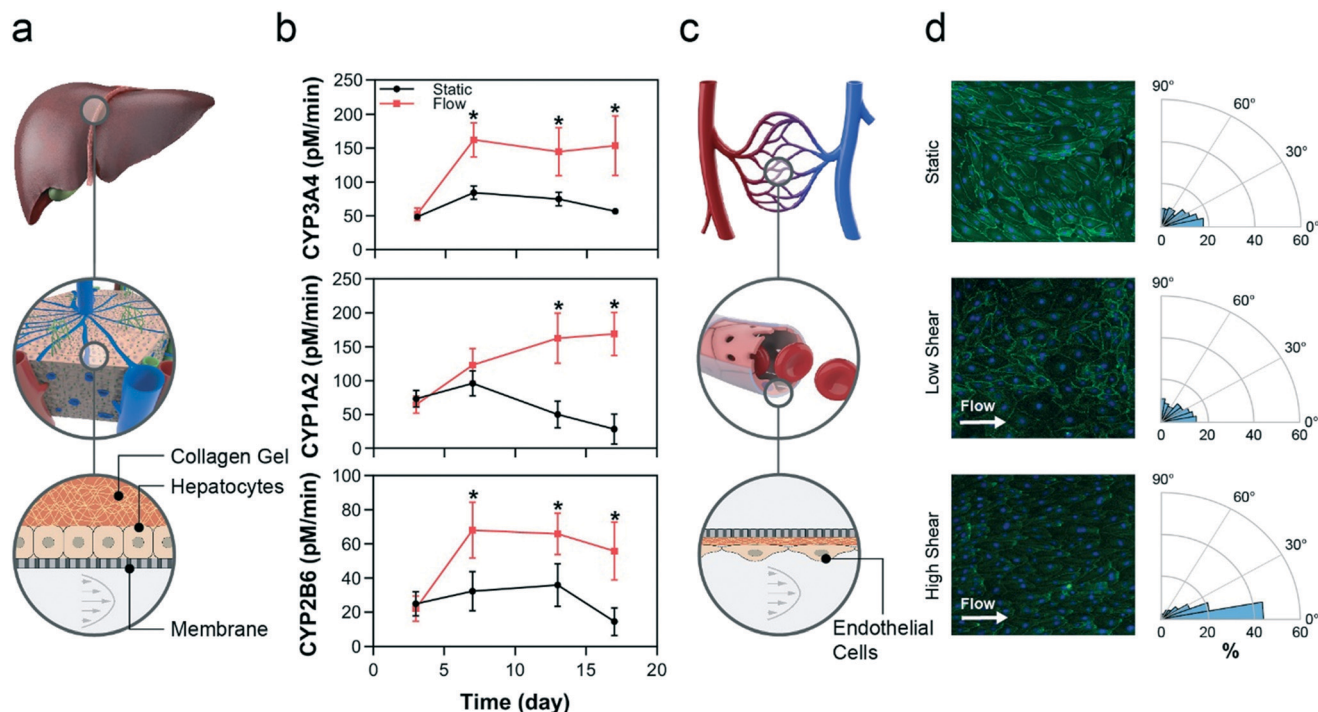 a
b
c
d
Collagen Gel
Hepatocytes
Membrane
CYP3A4 (pM/min)
250
200
150
100
50
0
Static
Flow
*
*
*
CYP1A2 (pM/min)
250
200
150
100
50
0
*
*
CYP2B6 (pM/min)
100
80
60
40
20
0
*
*
*
0
5
10
15
20
Time (day)
Endothelial
Cells
Static
90°
60°
30°
0°
0
20
40
60
Low Shear
Flow
90°
60°
30°
0°
0
20
40
60
High Shear
Flow
90°
60°
30°
0°
0
20
40
60
%